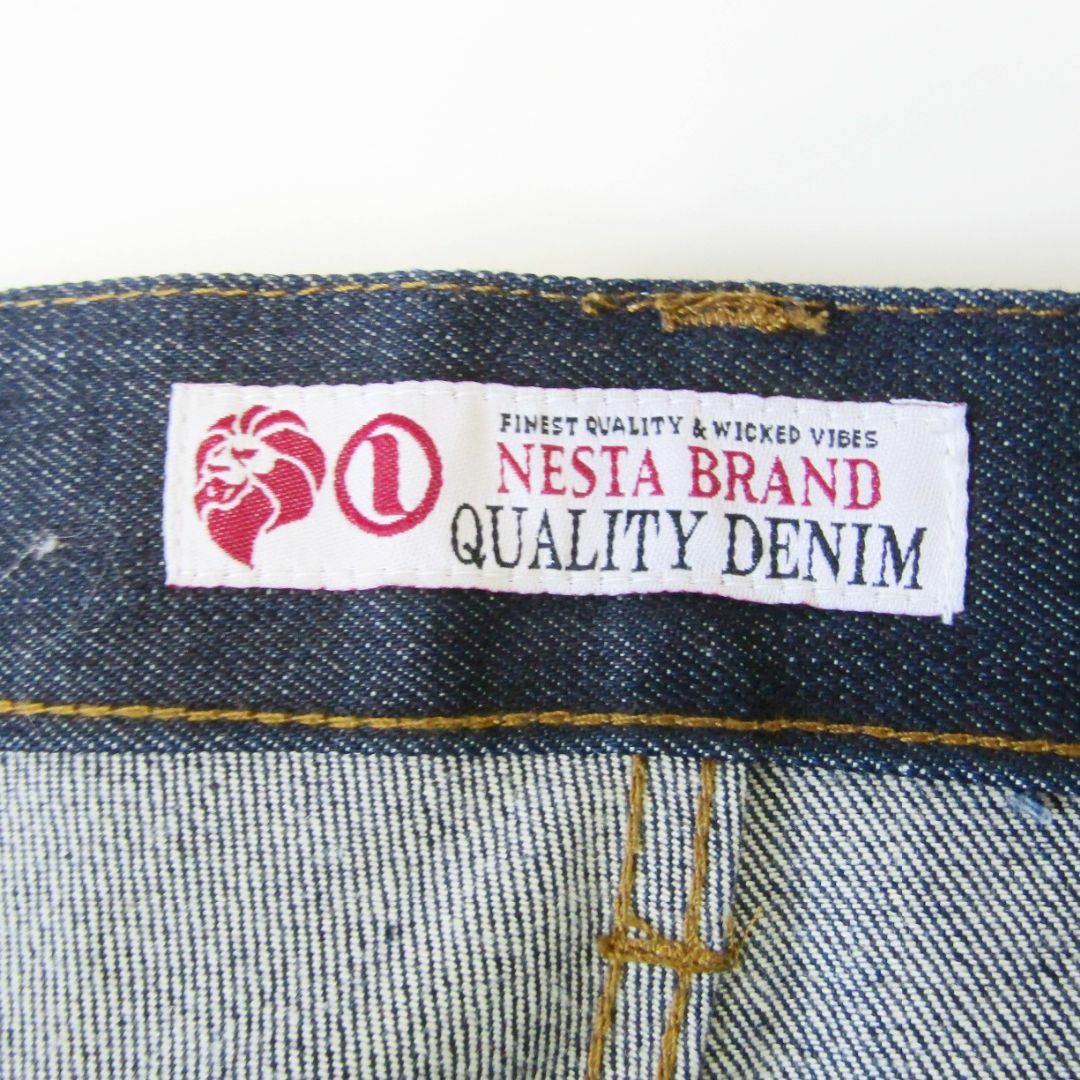 FINEST QUALITY & WICKED VIBES
NESTA BRAND
QUALITY DENIM